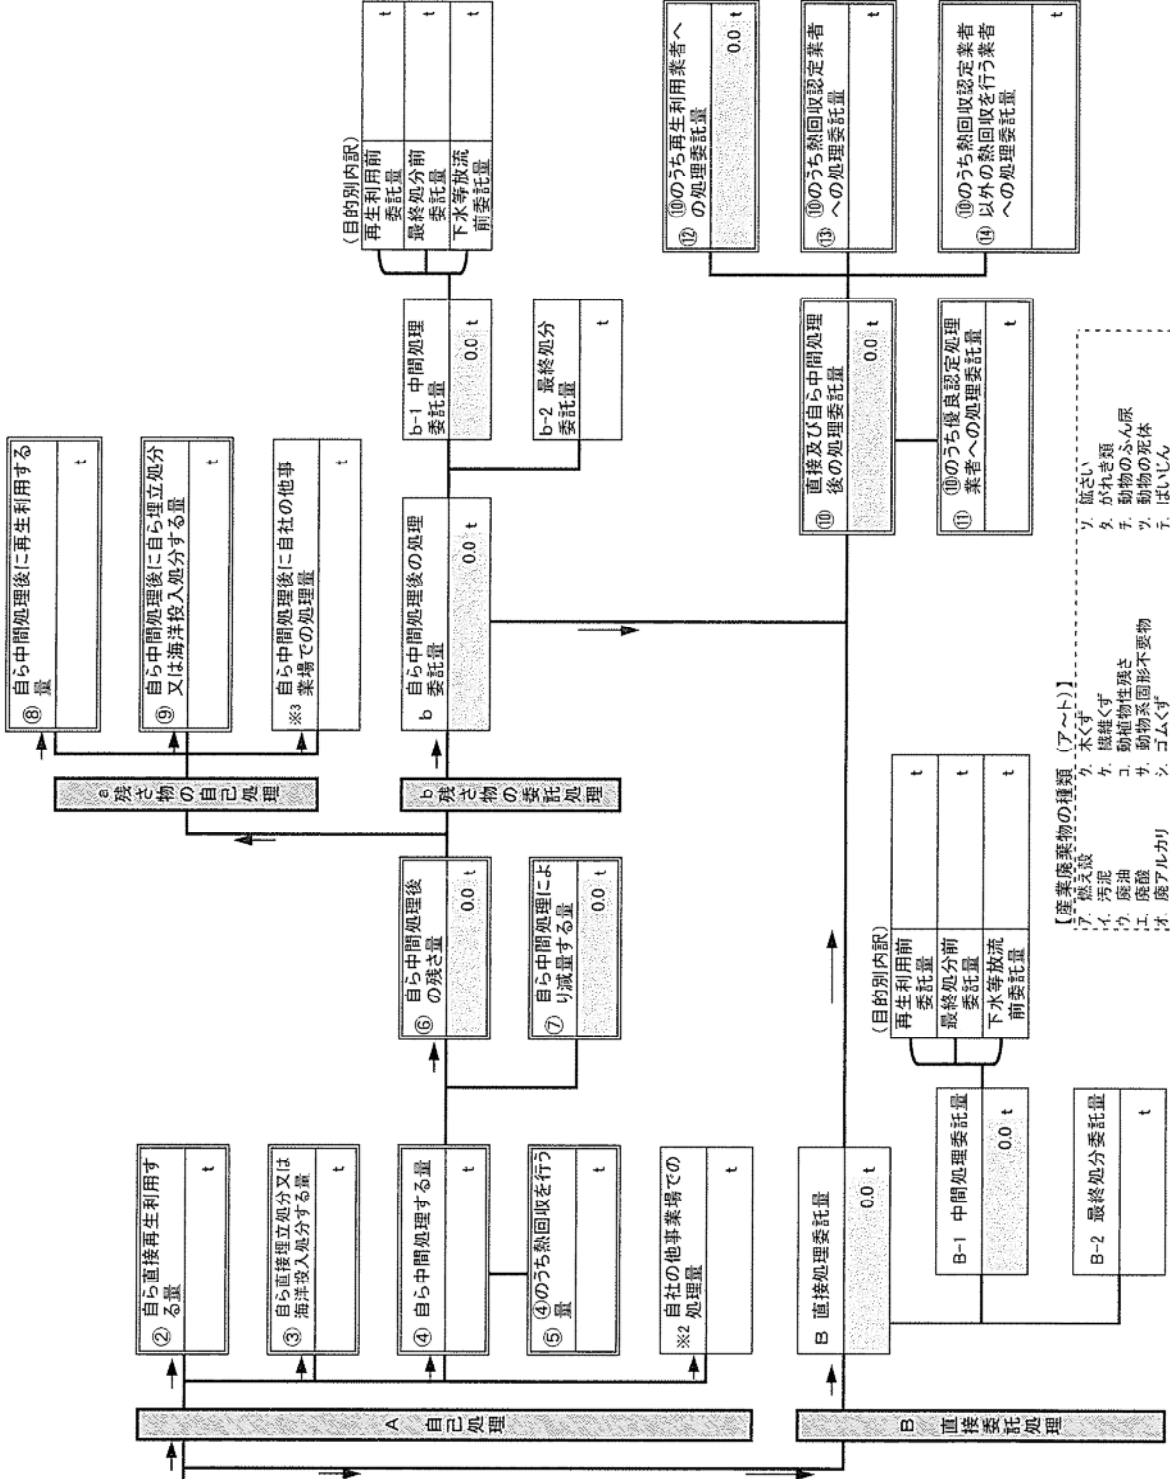 A 自己処理
② 自ら直接再生利用す
る量
t
③ 自ら直接埋立処分又は
海洋投入処分する量
t
④ 自ら中間処理する量
t
⑤ ④のうち熱回収を行う
量
t
※2 自社の他事業場での
処理量
t
⑥ 自ら中間処理後
の残さ量
0.0 t
⑦ 自ら中間処理によ
り減量する量
0.0 t
a 残さ物の自己処理
⑧ 自ら中間処理後に再生利用する
量
t
⑨ 自ら中間処理後に自ら埋立処分
又は海洋投入処分する量
t
※3 自ら中間処理後に自社の他事
業場での処理量
t
b 残さ物の委託処理
b 自ら中間処理後の処理
委託量
0.0 t
b-1 中間処理
委託量
0.0 t
b-2 最終処分
委託量
t
(目的別内訳)
再生利用前
委託量
t
最終処分前
委託量
t
下水等放流
前委託量
t
B 直接委託処理
B 直接処理委託量
0.0 t
B-1 中間処理委託量
0.0 t
B-2 最終処分委託量
t
(目的別内訳)
再生利用前
委託量
t
最終処分前
委託量
t
下水等放流
前委託量
t
⑩ 直接及び自ら中間処理
後の処理委託量
0.0 t
⑪ ⑩のうち優良認定処理
業者への処理委託量
t
⑫ ⑩のうち再生利用業者へ
の処理委託量
0.0 t
⑬ ⑩のうち熱回収認定業者
への処理委託量
t
⑭ ⑩のうち熱回収認定業者
以外の熱回収を行う業者
への処理委託量
t
【産業廃棄物の種類 (ア~ト)】
ア. 燃え殻
イ. 汚泥
ウ. 廃油
エ. 廃酸
オ. 廃アルカリ
ク. 木くず
ケ. 繊維くず
コ. 動植物性残さ
サ. 動物系固形不要物
シ. ゴムくず
ソ. 鉱さい
タ. がれき類
チ. 動物のふん尿
ツ. 動物の死体
テ. ばいじん